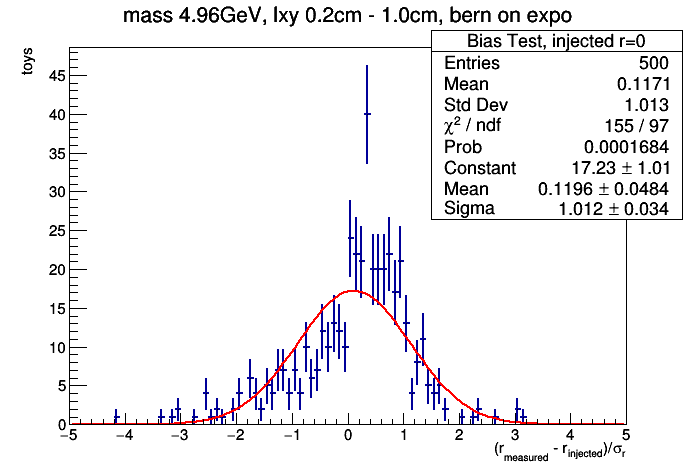 mass 4.96GeV, lxy 0.2cm - 1.0cm, bern on expo
Bias Test, injected r=0
Entries 500
Mean 0.1171
Std Dev 1.013
χ² / ndf 155 / 97
Prob 0.0001684
Constant 17.23 ± 1.01
Mean 0.1196 ± 0.0484
Sigma 1.012 ± 0.034
toys
45
40
35
30
25
20
15
10
5
0
−5 −4 −3 −2 −1 0 1 2 3 4 5
(r_measured - r_injected)/σ_r